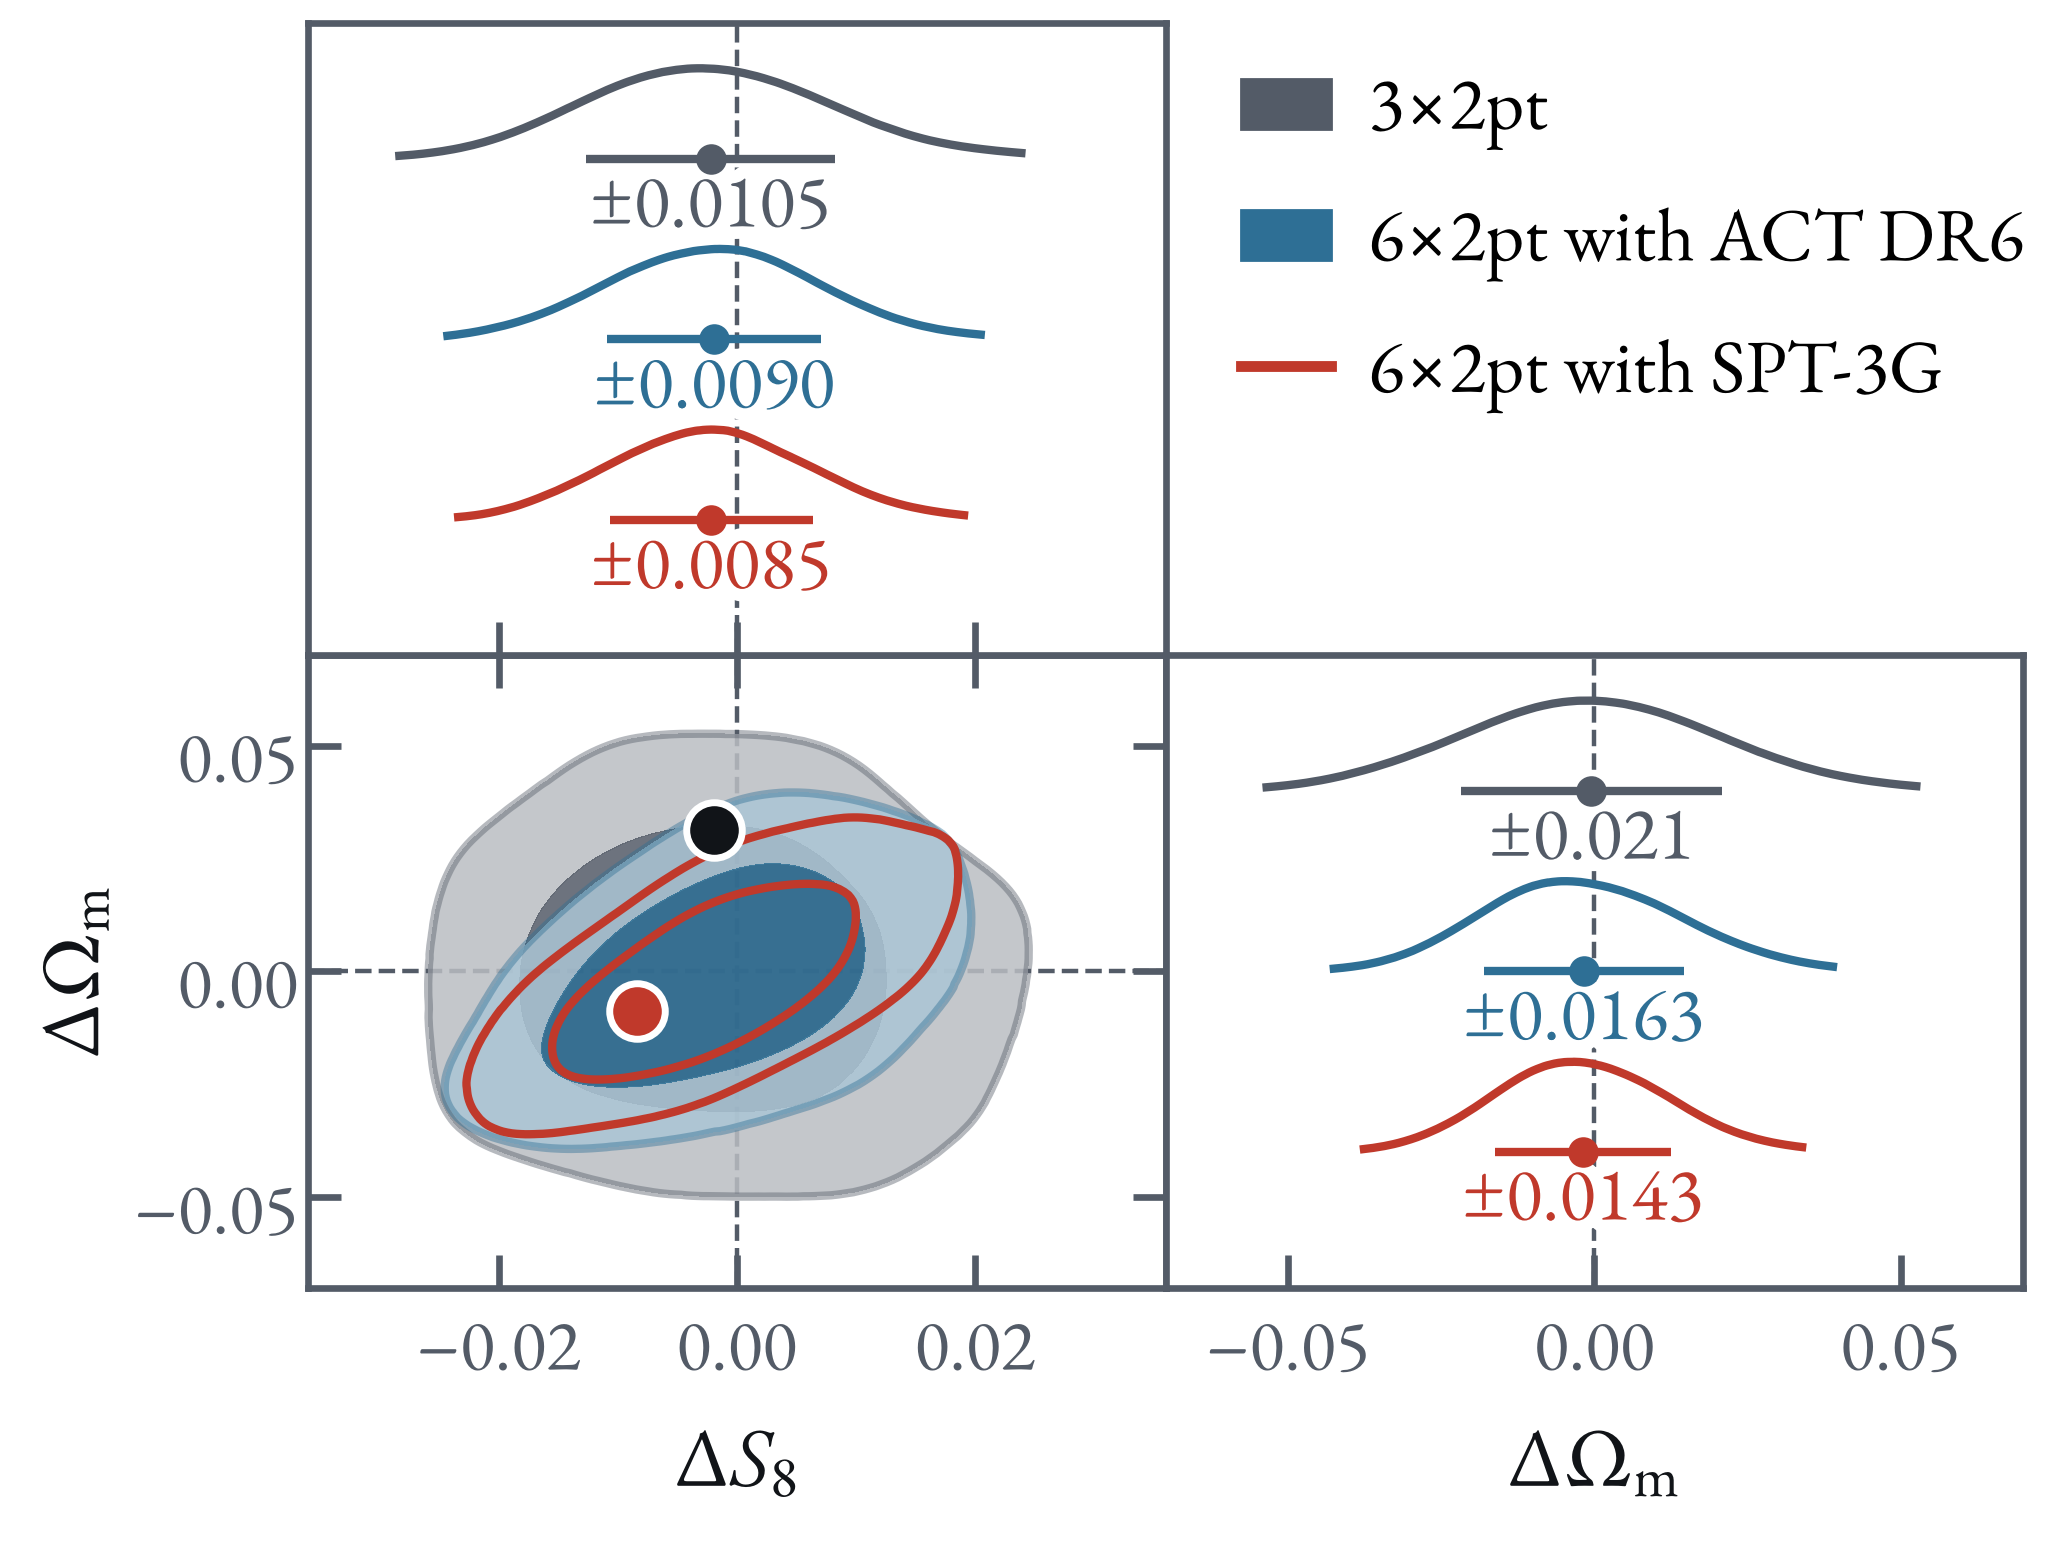 3×2pt
6×2pt with ACT DR6
6×2pt with SPT-3G
±0.0105
±0.0090
±0.0085
0.05
0.00
−0.05
ΔΩm
±0.021
±0.0163
±0.0143
−0.02 0.00 0.02
−0.05 0.00 0.05
ΔS8
ΔΩm